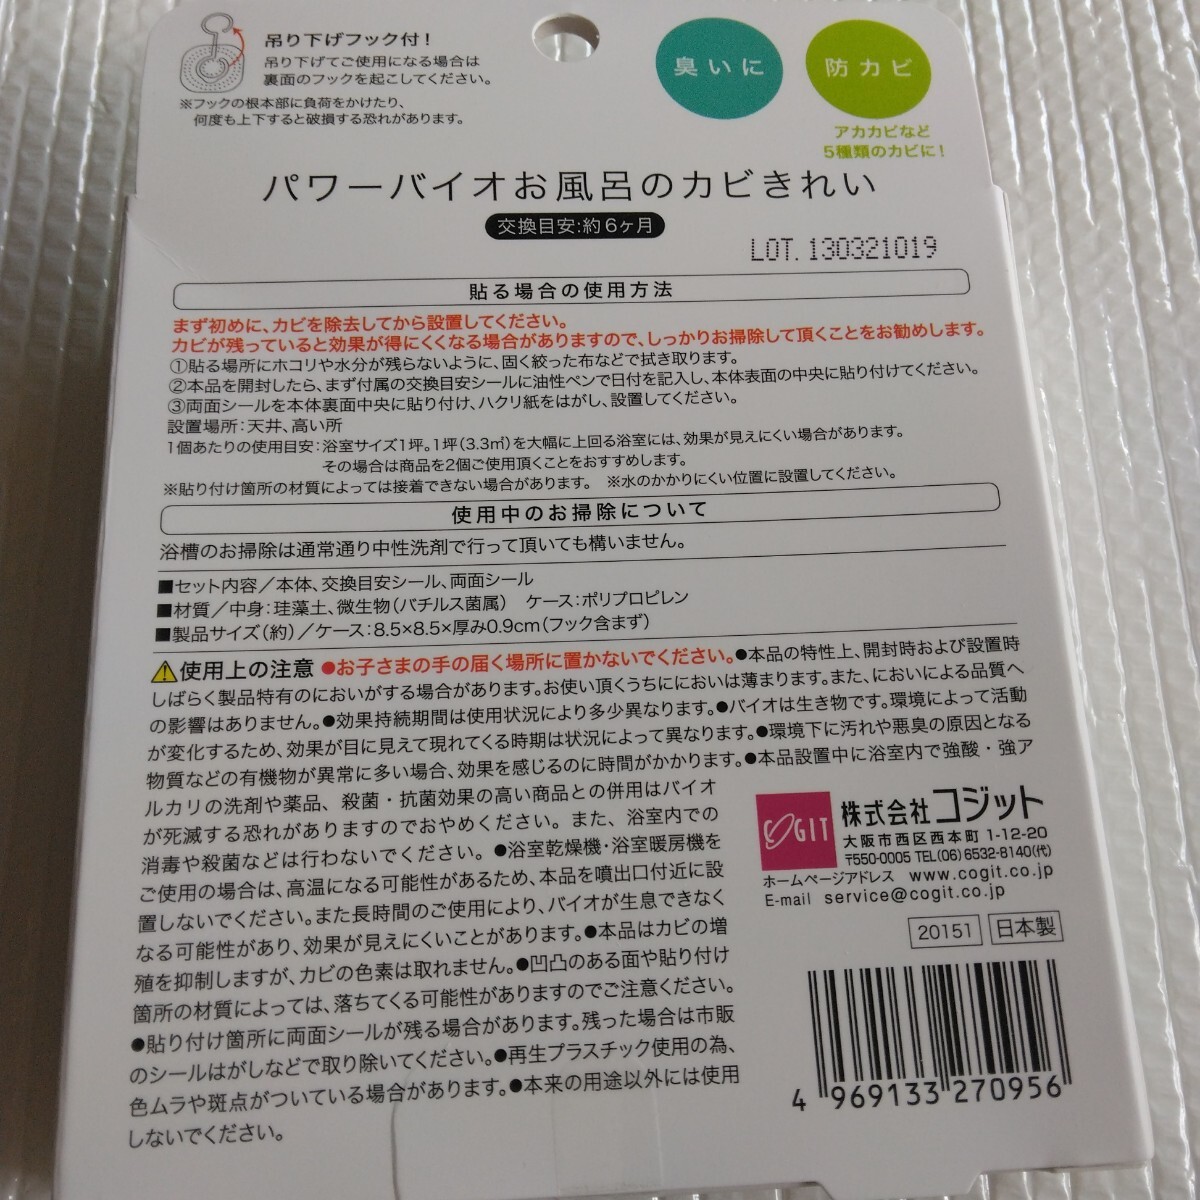 吊り下げフック付!
吊り下げてご使用になる場合は
裏面のフックを起こしてください。
※フックの根本部に負荷をかけたり、
何度も上下すると破損する恐れがあります。
臭いに
防カビ
アカカビなど
5種類のカビに!
パワーバイオお風呂のカビきれい
交換目安:約6ヶ月
LOT. 130321019
貼る場合の使用方法
まず初めに、カビを除去してから設置してください。
カビが残っていると効果が得にくくなる場合がありますので、しっかりお掃除して頂くことをお勧めします。
①貼る場所にホコリや水分が残らないように、固く絞った布などで拭き取ります。
②本品を開封したら、まず付属の交換目安シールに油性ペンで日付を記入し、本体表面の中央に貼り付けてください。
③両面シールを本体裏面中央に貼り付け、ハクリ紙をはがし、設置してください。
設置場所：天井、高い所
1個あたりの使用目安：浴室サイズ1坪。1坪(3.3㎡)を大幅に上回る浴室には、効果が見えにくい場合があります。
その場合は商品を2個ご使用頂くことをおすすめします。
※貼り付け箇所の材質によっては接着できない場合があります。 ※水のかかりにくい位置に設置してください。
使用中のお掃除について
浴槽のお掃除は通常通り中性洗剤で行って頂いても構いません。
■セット内容／本体、交換目安シール、両面シール
■材質／中身：珪藻土、微生物(バチルス菌属) ケース：ポリプロピレン
■製品サイズ(約)／ケース：8.5×8.5×厚み0.9cm(フック含まず)
⚠使用上の注意 ●お子さまの手の届く場所に置かないでください。●本品の特性上、開封時および設置時
しばらく製品特有のにおいがする場合があります。お使い頂くうちににおいは薄まります。また、においによる品質へ
の影響はありません。●効果持続期間は使用状況により多少異なります。●バイオは生き物です。環境によって活動
が変化するため、効果が目に見えて現れてくる時期は状況によって異なります。●環境下に汚れや悪臭の原因となる
物質などの有機物が異常に多い場合、効果を感じるのに時間がかかります。●本品設置中に浴室内で強酸・強ア
ルカリの洗剤や薬品、殺菌・抗菌効果の高い商品との併用はバイオ
が死滅する恐れがありますのでおやめください。また、浴室内での
消毒や殺菌などは行わないでください。●浴室乾燥機・浴室暖房機を
ご使用の場合は、高温になる可能性があるため、本品を噴出口付近に設
置しないでください。また長時間のご使用により、バイオが生息できなく
なる可能性があり、効果が見えにくいことがあります。●本品はカビの増
殖を抑制しますが、カビの色素は取れません。●凹凸のある面や貼り付け
箇所の材質によっては、落ちてくる可能性がありますのでご注意ください。
●貼り付け箇所に両面シールが残る場合があります。残った場合は市販
のシールはがしなどで取り除いてください。●再生プラスチック使用の為、
色ムラや斑点がついている場合があります。●本来の用途以外には使用
しないでください。
COGIT
株式会社コジット
大阪市西区西本町1-12-20
〒550-0005 TEL(06)6532-8140(代)
ホームページアドレス www.cogit.co.jp
E-mail service@cogit.co.jp
20151
日本製
4 969133 270956